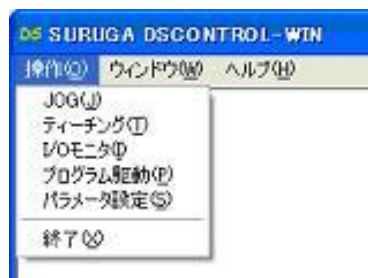 DS SURUGA DSCONTROL-WIN
操作(O) ウィンドウ(W) ヘルプ(H)
JOG(J)
ティーチング(T)
I/Oモニタ(I)
プログラム駆動(P)
パラメータ設定(S)
終了(X)